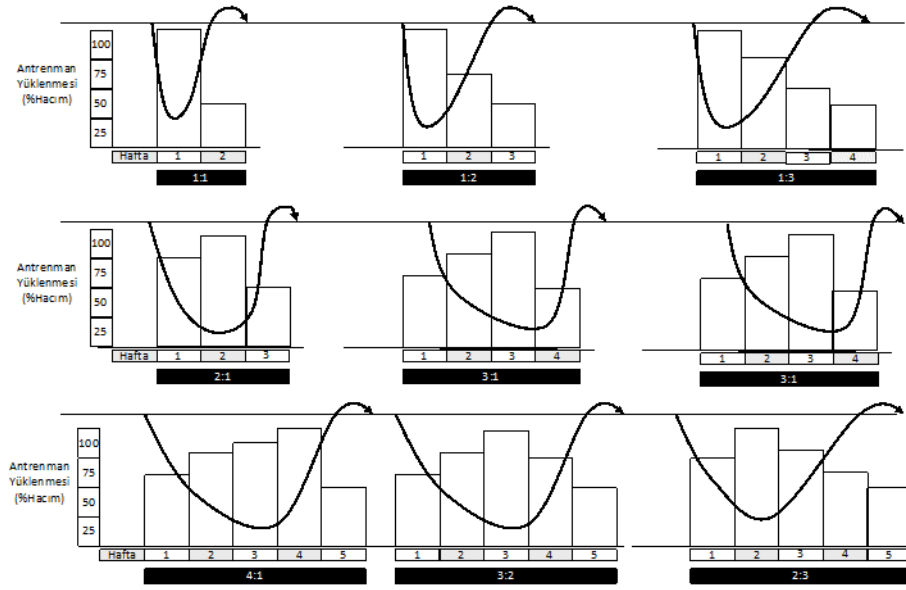 Antrenman
Yüklenmesi
(%Hacım)
100
75
50
25
Hafta 1 2
1:1
1 2 3
1:2
1 2 3 4
1:3
Antrenman
Yüklenmesi
(%Hacım)
100
75
50
25
Hafta 1 2 3
2:1
1 2 3 4
3:1
1 2 3 4
3:1
Antrenman
Yüklenmesi
(%Hacım)
100
75
50
25
Hafta 1 2 3 4 5
4:1
1 2 3 4 5
3:2
1 2 3 4 5
2:3